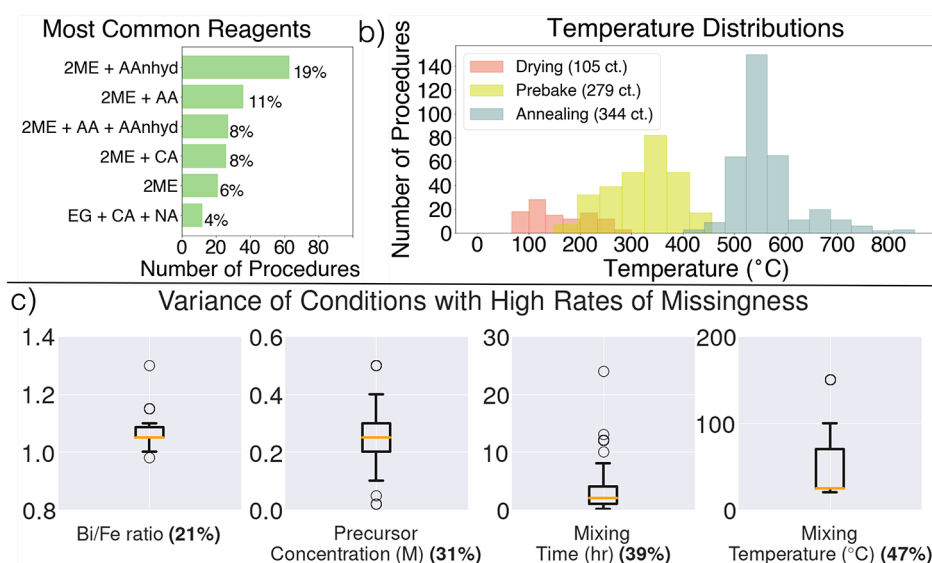 Most Common Reagents
2ME + AAnhyd
2ME + AA
2ME + AA + AAnhyd
2ME + CA
2ME
EG + CA + NA
19%
11%
8%
8%
6%
4%
0 20 40 60 80
Number of Procedures
b)
Temperature Distributions
Number of Procedures
140
120
100
80
60
40
20
0
Drying (105 ct.)
Prebake (279 ct.)
Annealing (344 ct.)
0 100 200 300 400 500 600 700 800
Temperature (°C)
c)
Variance of Conditions with High Rates of Missingness
1.4
1.2
1.0
0.8
Bi/Fe ratio (21%)
0.6
0.4
0.2
0.0
Precursor
Concentration (M) (31%)
30
20
10
0
Mixing
Time (hr) (39%)
200
100
0
Mixing
Temperature (°C) (47%)